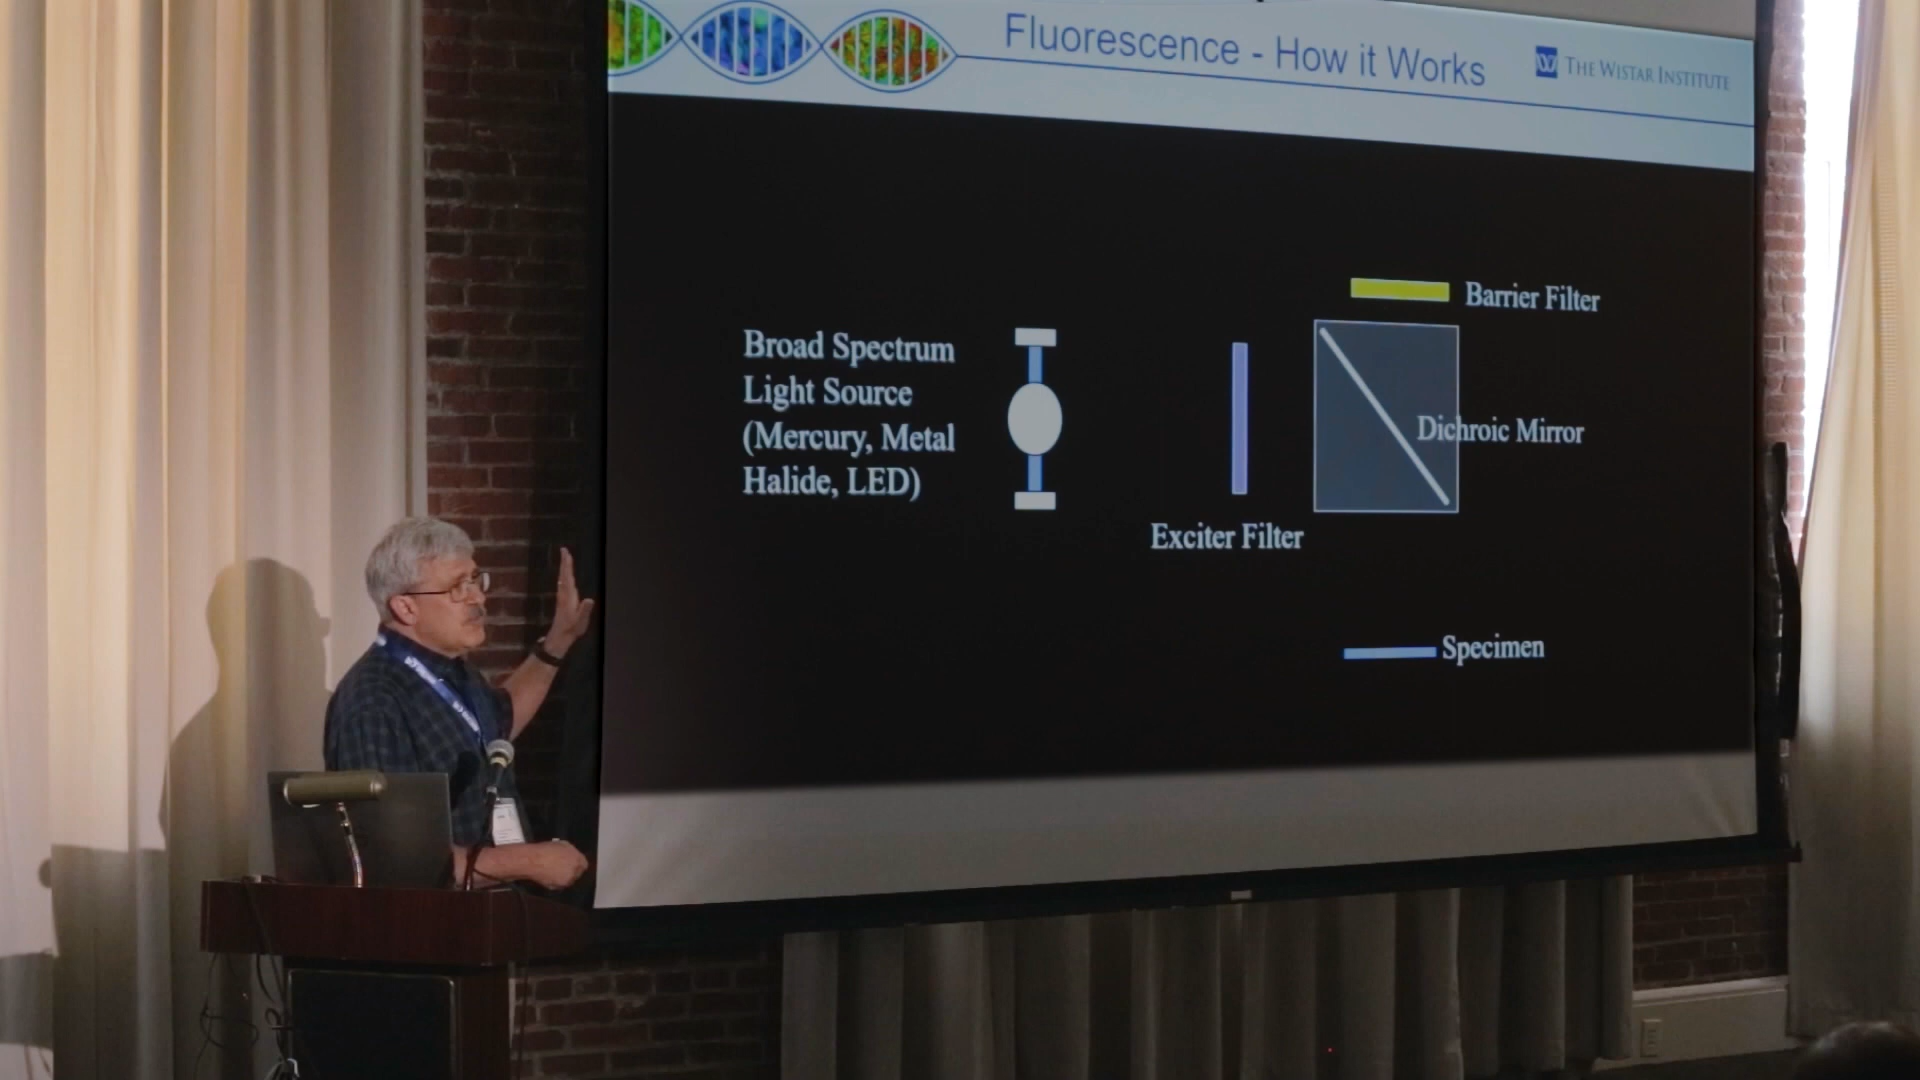 Fluorescence - How it Works
THE WISTAR INSTITUTE
Barrier Filter
Broad Spectrum
Light Source
(Mercury, Metal
Halide, LED)
Dichroic Mirror
Exciter Filter
Specimen